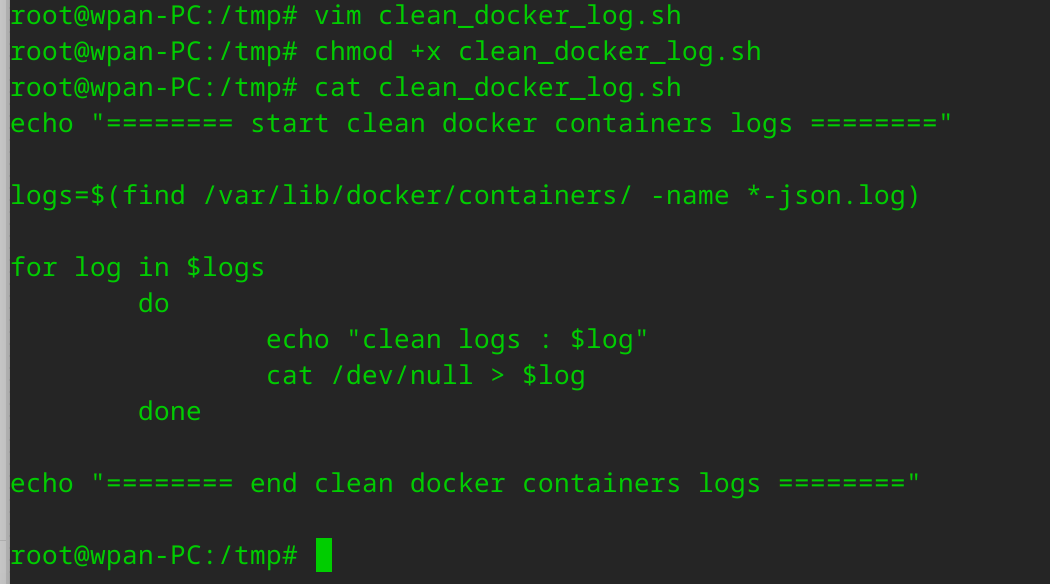 root@wpan-PC:/tmp# vim clean_docker_log.sh
root@wpan-PC:/tmp# chmod +x clean_docker_log.sh
root@wpan-PC:/tmp# cat clean_docker_log.sh
echo "======== start clean docker containers logs ========"
logs=$(find /var/lib/docker/containers/ -name *-json.log)
for log in $logs
        do
                echo "clean logs : $log"
                cat /dev/null > $log
        done
echo "======== end clean docker containers logs ========"
root@wpan-PC:/tmp#